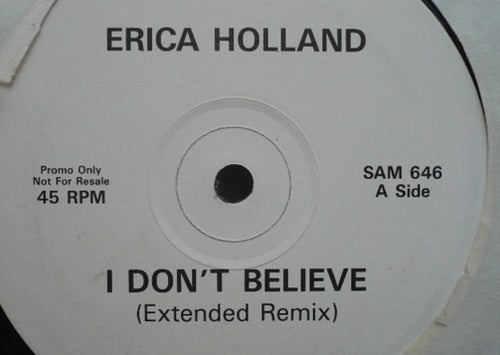 ERICA HOLLAND
Promo Only
Not For Resale
45 RPM
SAM 646
A Side
I DON'T BELIEVE
(Extended Remix)